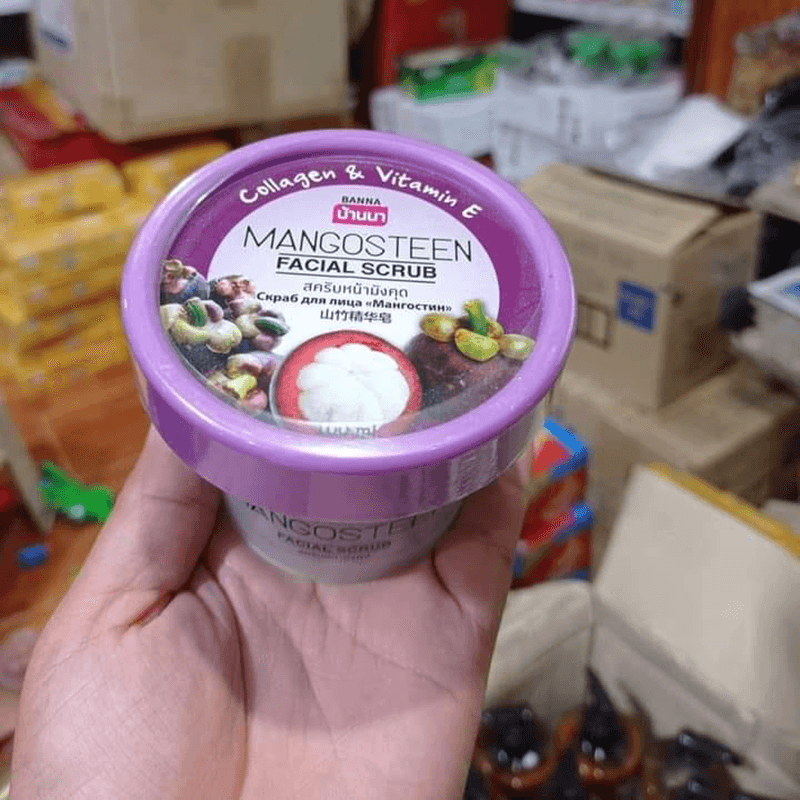 Collagen & Vitamin E
BANNA
บ้านนา
MANGOSTEEN
FACIAL SCRUB
สครับหน้ามังคุด
Скраб для лица «Мангостин»
山竹精华皂
MANGOSTEEN
FACIAL SCRUB